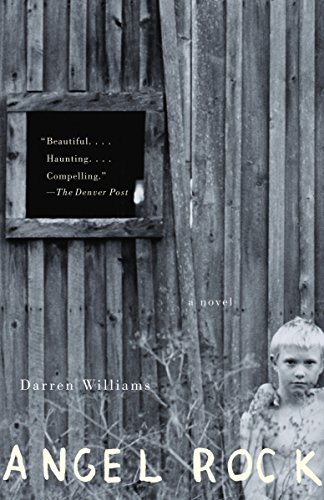 “Beautiful. . . .
Haunting. . . .
Compelling.”
—The Denver Post
a novel
Darren Williams
ANGEL ROCK